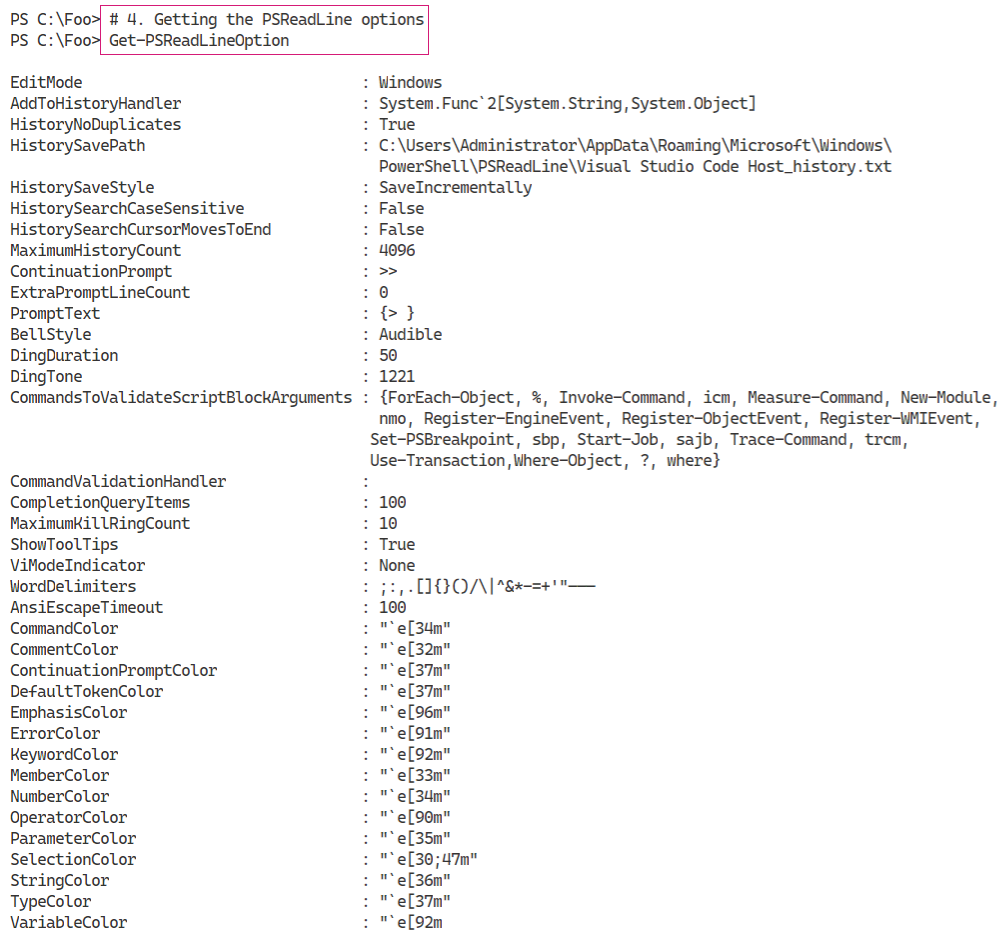 PS C:\Foo> # 4. Getting the PSReadLine options
PS C:\Foo> Get-PSReadLineOption
EditMode : Windows
AddToHistoryHandler : System.Func`2[System.String,System.Object]
HistoryNoDuplicates : True
HistorySavePath : C:\Users\Administrator\AppData\Roaming\Microsoft\Windows\
PowerShell\PSReadLine\Visual Studio Code Host_history.txt
HistorySaveStyle : SaveIncrementally
HistorySearchCaseSensitive : False
HistorySearchCursorMovesToEnd : False
MaximumHistoryCount : 4096
ContinuationPrompt : >>
ExtraPromptLineCount : 0
PromptText : {> }
BellStyle : Audible
DingDuration : 50
DingTone : 1221
CommandsToValidateScriptBlockArguments : {ForEach-Object, %, Invoke-Command, icm, Measure-Command, New-Module,
nmo, Register-EngineEvent, Register-ObjectEvent, Register-WMIEvent,
Set-PSBreakpoint, sbp, Start-Job, sajb, Trace-Command, trcm,
Use-Transaction,Where-Object, ?, where}
CommandValidationHandler :
CompletionQueryItems : 100
MaximumKillRingCount : 10
ShowToolTips : True
ViModeIndicator : None
WordDelimiters : ;:,.[]{}()/\|^&*-=+'"–—―
AnsiEscapeTimeout : 100
CommandColor : "`e[34m"
CommentColor : "`e[32m"
ContinuationPromptColor : "`e[37m"
DefaultTokenColor : "`e[37m"
EmphasisColor : "`e[96m"
ErrorColor : "`e[91m"
KeywordColor : "`e[92m"
MemberColor : "`e[33m"
NumberColor : "`e[34m"
OperatorColor : "`e[90m"
ParameterColor : "`e[35m"
SelectionColor : "`e[30;47m"
StringColor : "`e[36m"
TypeColor : "`e[37m"
VariableColor : "`e[92m